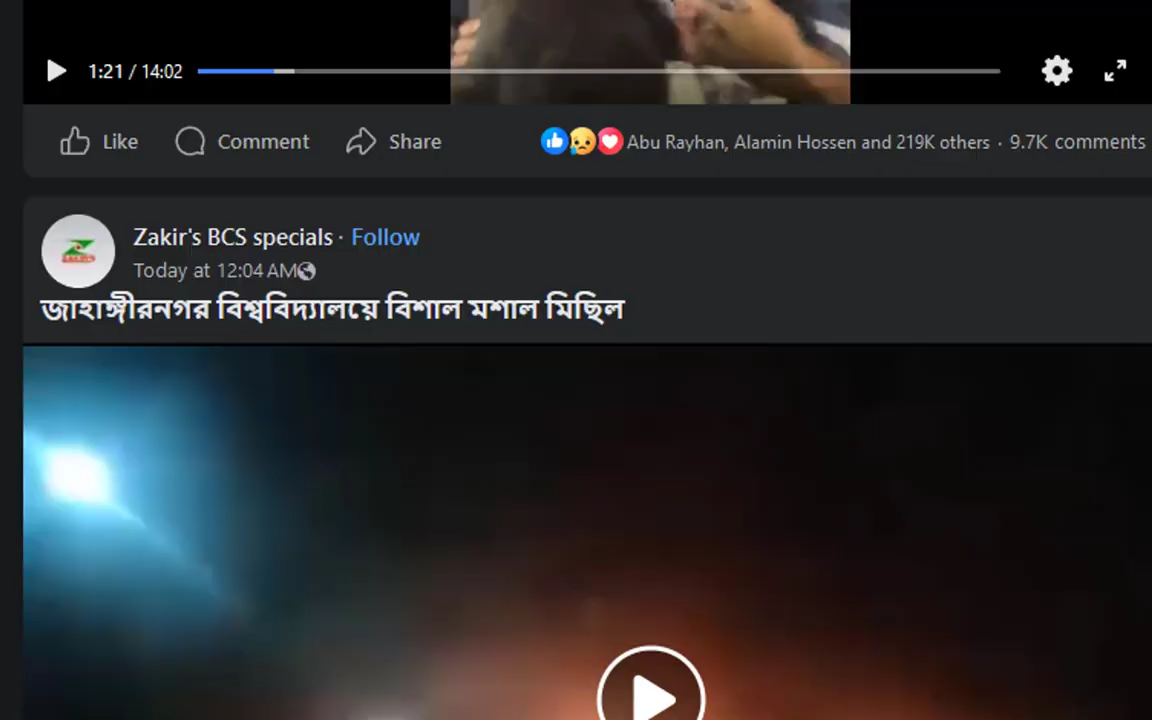 1:21 / 14:02
Like Comment Share Abu Rayhan, Alamin Hossen and 219K others · 9.7K comments
Zakir's BCS specials · Follow
Today at 12:04 AM
জাহাঙ্গীরনগর বিশ্ববিদ্যালয়ে বিশাল মশাল মিছিল